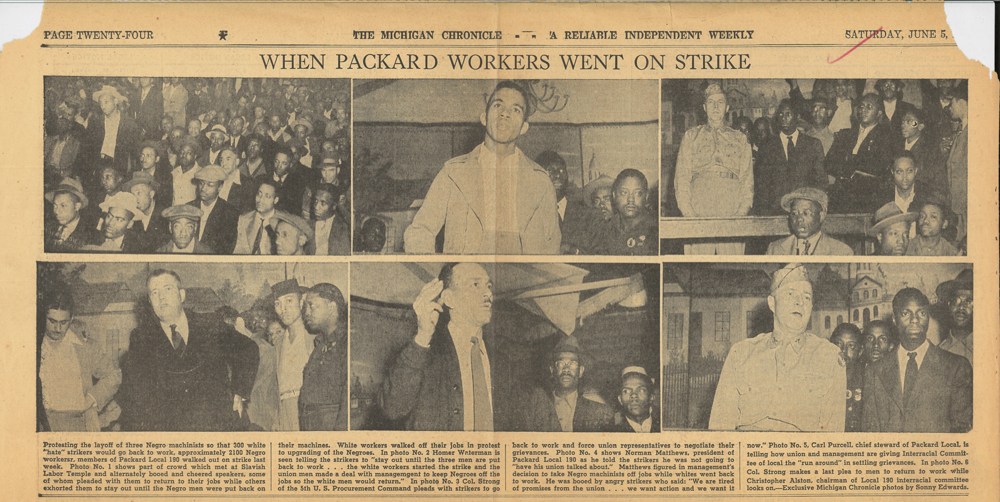 PAGE TWENTY-FOUR
THE MICHIGAN CHRONICLE - - A RELIABLE INDEPENDENT WEEKLY
SATURDAY, JUNE 5,
WHEN PACKARD WORKERS WENT ON STRIKE
Protesting the layoff of three Negro machinists so that 300 white
"hate" strikers would go back to work, approximately 2100 Negro
workersr, members of Packard Local 190 walked out on strike last
week. Photo No. 1 shows part of crowd which met at Slavish
Labor Temple and alternately booed and cheered speakers, some
of whom pleaded with them to return to their jobs while others
exhorted them to stay out until the Negro men were put back on
their machines. White workers walked off their jobs in protest
to upgrading of the Negroes. In photo No. 2 Homer Waterman is
seen telling the strikers to "stay out until the three men are put
back to work . . . the white workers started the strike and the
union men made a deal with managemgent to keep Negroes off the
jobs so the white men would return." In photo No. 3 Col. Strong
of the 5th U. S. Procurement Command pleads with strikers to go
back to work and force union representatives to negotiate their
grievances. Photo No. 4 shows Norman Matthews, president of
Packard Local 190 as he told the strikers he was not going to
"have his union talked about." Matthews figured in management's
decision to take Negro machinists off jobs while whites went back
to work. He was booed by angry strikers who said: "We are tired
of promises from the union . . . we want action and we want it
now." Photo No. 5, Carl Purcell, chief steward of Packard Local, is
telling how union and management are giving Interracial Commit-
tee of local the "run around" in settling grievances. In photo No. 6
Col. Strong makes a last plea to men to return to work while
Christopher Alston, chairman of Local 190 interracial committee
looks on.—Exclusive Michigan Chronicle photos by Sonny Edwards.